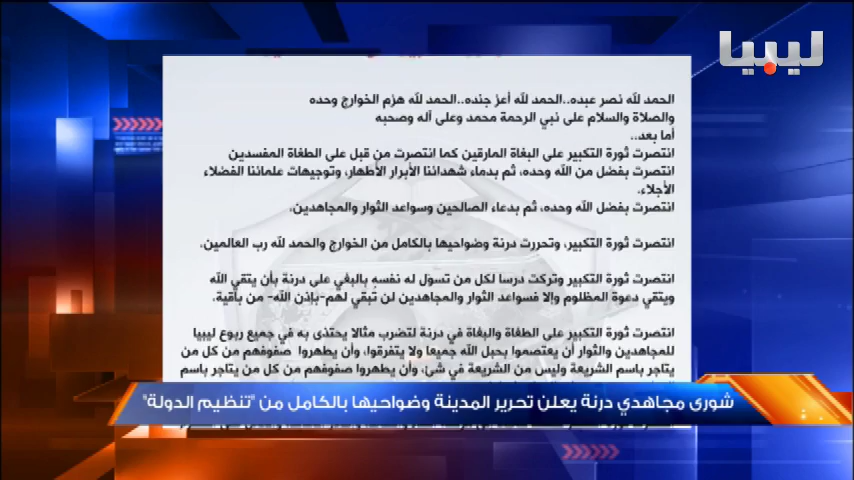 ليبيا
الحمد لله نصر عبده..الحمد لله أعز جنده..الحمد لله هزم الخوارج وحده
والصلاة والسلام على نبي الرحمة محمد وعلى آله وصحبه
أما بعد..
انتصرت ثورة التكبير على البغاة المارقين كما انتصرت من قبل على الطغاة المفسدين
انتصرت بفضل من الله وحده، ثم بدماء شهدائنا الأبرار الأطهار، وتوجيهات علمائنا الفضلاء
الأجلاء.
انتصرت بفضل الله وحده، ثم بدعاء الصالحين وسواعد الثوار والمجاهدين.
انتصرت ثورة التكبير، وتحررت درنة وضواحيها بالكامل من الخوارج والحمد لله رب العالمين.
انتصرت ثورة التكبير وتركت درسا لكل من تسول له نفسه بالبغي على درنة بأن يتقي الله
ويتقي دعوة المظلوم وإلا فسواعد الثوار والمجاهدين لن تبقي لهم-بإذن الله- من باقية.
انتصرت ثورة التكبير على الطغاة والبغاة في درنة لتضرب مثالا يحتذى به في جميع ربوع ليبيا
للمجاهدين والثوار أن يعتصموا بحبل الله جميعا ولا يتفرقوا، وأن يطهروا صفوفهم من كل من
يتاجر باسم الشريعة وليس من الشريعة في شئ، وأن يطهروا صفوفهم من كل من يتاجر باسم
شورى مجاهدي درنة يعلن تحرير المدينة وضواحيها بالكامل من "تنظيم الدولة"